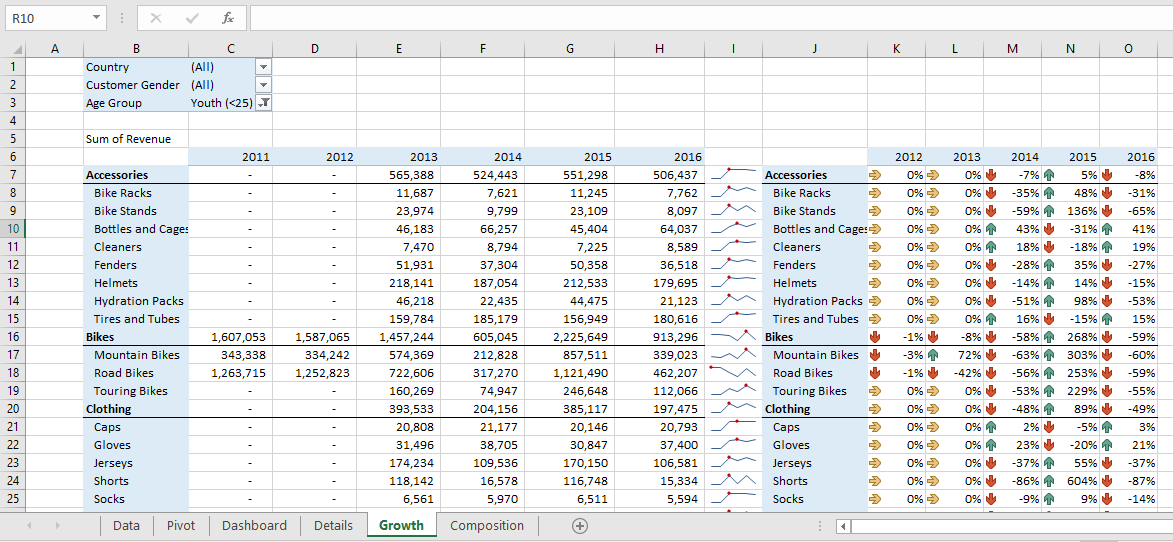 R10 fx
A B C D E F G H I J K L M N O
1 Country (All)
2 Customer Gender (All)
3 Age Group Youth (<25)
4
5 Sum of Revenue
6 2011 2012 2013 2014 2015 2016 2012 2013 2014 2015 2016
7 Accessories - - 565,388 524,443 551,298 506,437 Accessories 0% 0% -7% 5% -8%
8 Bike Racks - - 11,687 7,621 11,245 7,762 Bike Racks 0% 0% -35% 48% -31%
9 Bike Stands - - 23,974 9,799 23,109 8,097 Bike Stands 0% 0% -59% 136% -65%
10 Bottles and Cages - - 46,183 66,257 45,404 64,037 Bottles and Cages 0% 0% 43% -31% 41%
11 Cleaners - - 7,470 8,794 7,225 8,589 Cleaners 0% 0% 18% -18% 19%
12 Fenders - - 51,931 37,304 50,358 36,518 Fenders 0% 0% -28% 35% -27%
13 Helmets - - 218,141 187,054 212,533 179,695 Helmets 0% 0% -14% 14% -15%
14 Hydration Packs - - 46,218 22,435 44,475 21,123 Hydration Packs 0% 0% -51% 98% -53%
15 Tires and Tubes - - 159,784 185,179 156,949 180,616 Tires and Tubes 0% 0% 16% -15% 15%
16 Bikes 1,607,053 1,587,065 1,457,244 605,045 2,225,649 913,296 Bikes -1% -8% -58% 268% -59%
17 Mountain Bikes 343,338 334,242 574,369 212,828 857,511 339,023 Mountain Bikes -3% 72% -63% 303% -60%
18 Road Bikes 1,263,715 1,252,823 722,606 317,270 1,121,490 462,207 Road Bikes -1% -42% -56% 253% -59%
19 Touring Bikes - - 160,269 74,947 246,648 112,066 Touring Bikes 0% 0% -53% 229% -55%
20 Clothing - - 393,533 204,156 385,117 197,475 Clothing 0% 0% -48% 89% -49%
21 Caps - - 20,808 21,177 20,146 20,793 Caps 0% 0% 2% -5% 3%
22 Gloves - - 31,496 38,705 30,847 37,400 Gloves 0% 0% 23% -20% 21%
23 Jerseys - - 174,234 109,536 170,150 106,581 Jerseys 0% 0% -37% 55% -37%
24 Shorts - - 118,142 16,578 116,748 15,334 Shorts 0% 0% -86% 604% -87%
25 Socks - - 6,561 5,970 6,511 5,594 Socks 0% 0% -9% 9% -14%
Data Pivot Dashboard Details Growth Composition